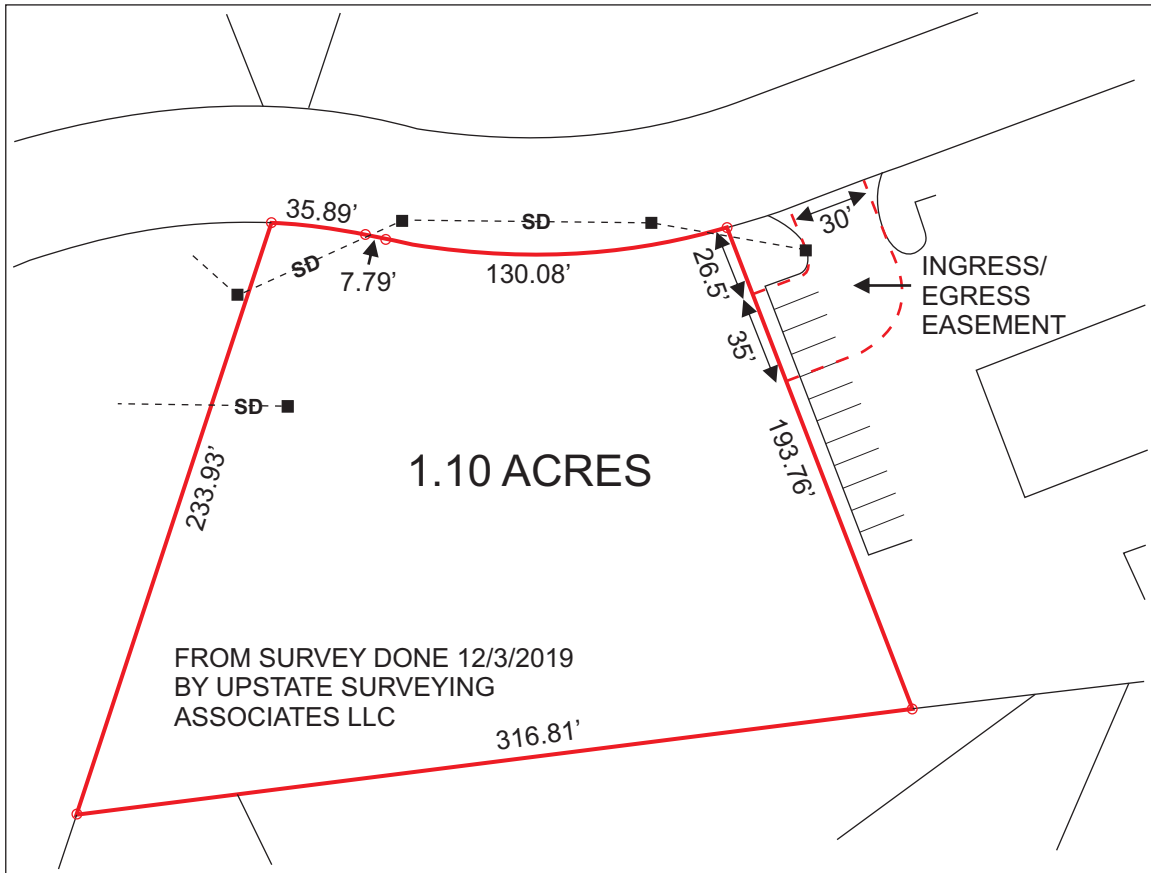 35.89’
SD
30’
SD
7.79’
130.08’
26.5’
INGRESS/
EGRESS
EASEMENT
35’
SD
193.76’
1.10 ACRES
233.93’
FROM SURVEY DONE 12/3/2019
BY UPSTATE SURVEYING
ASSOCIATES LLC
316.81’